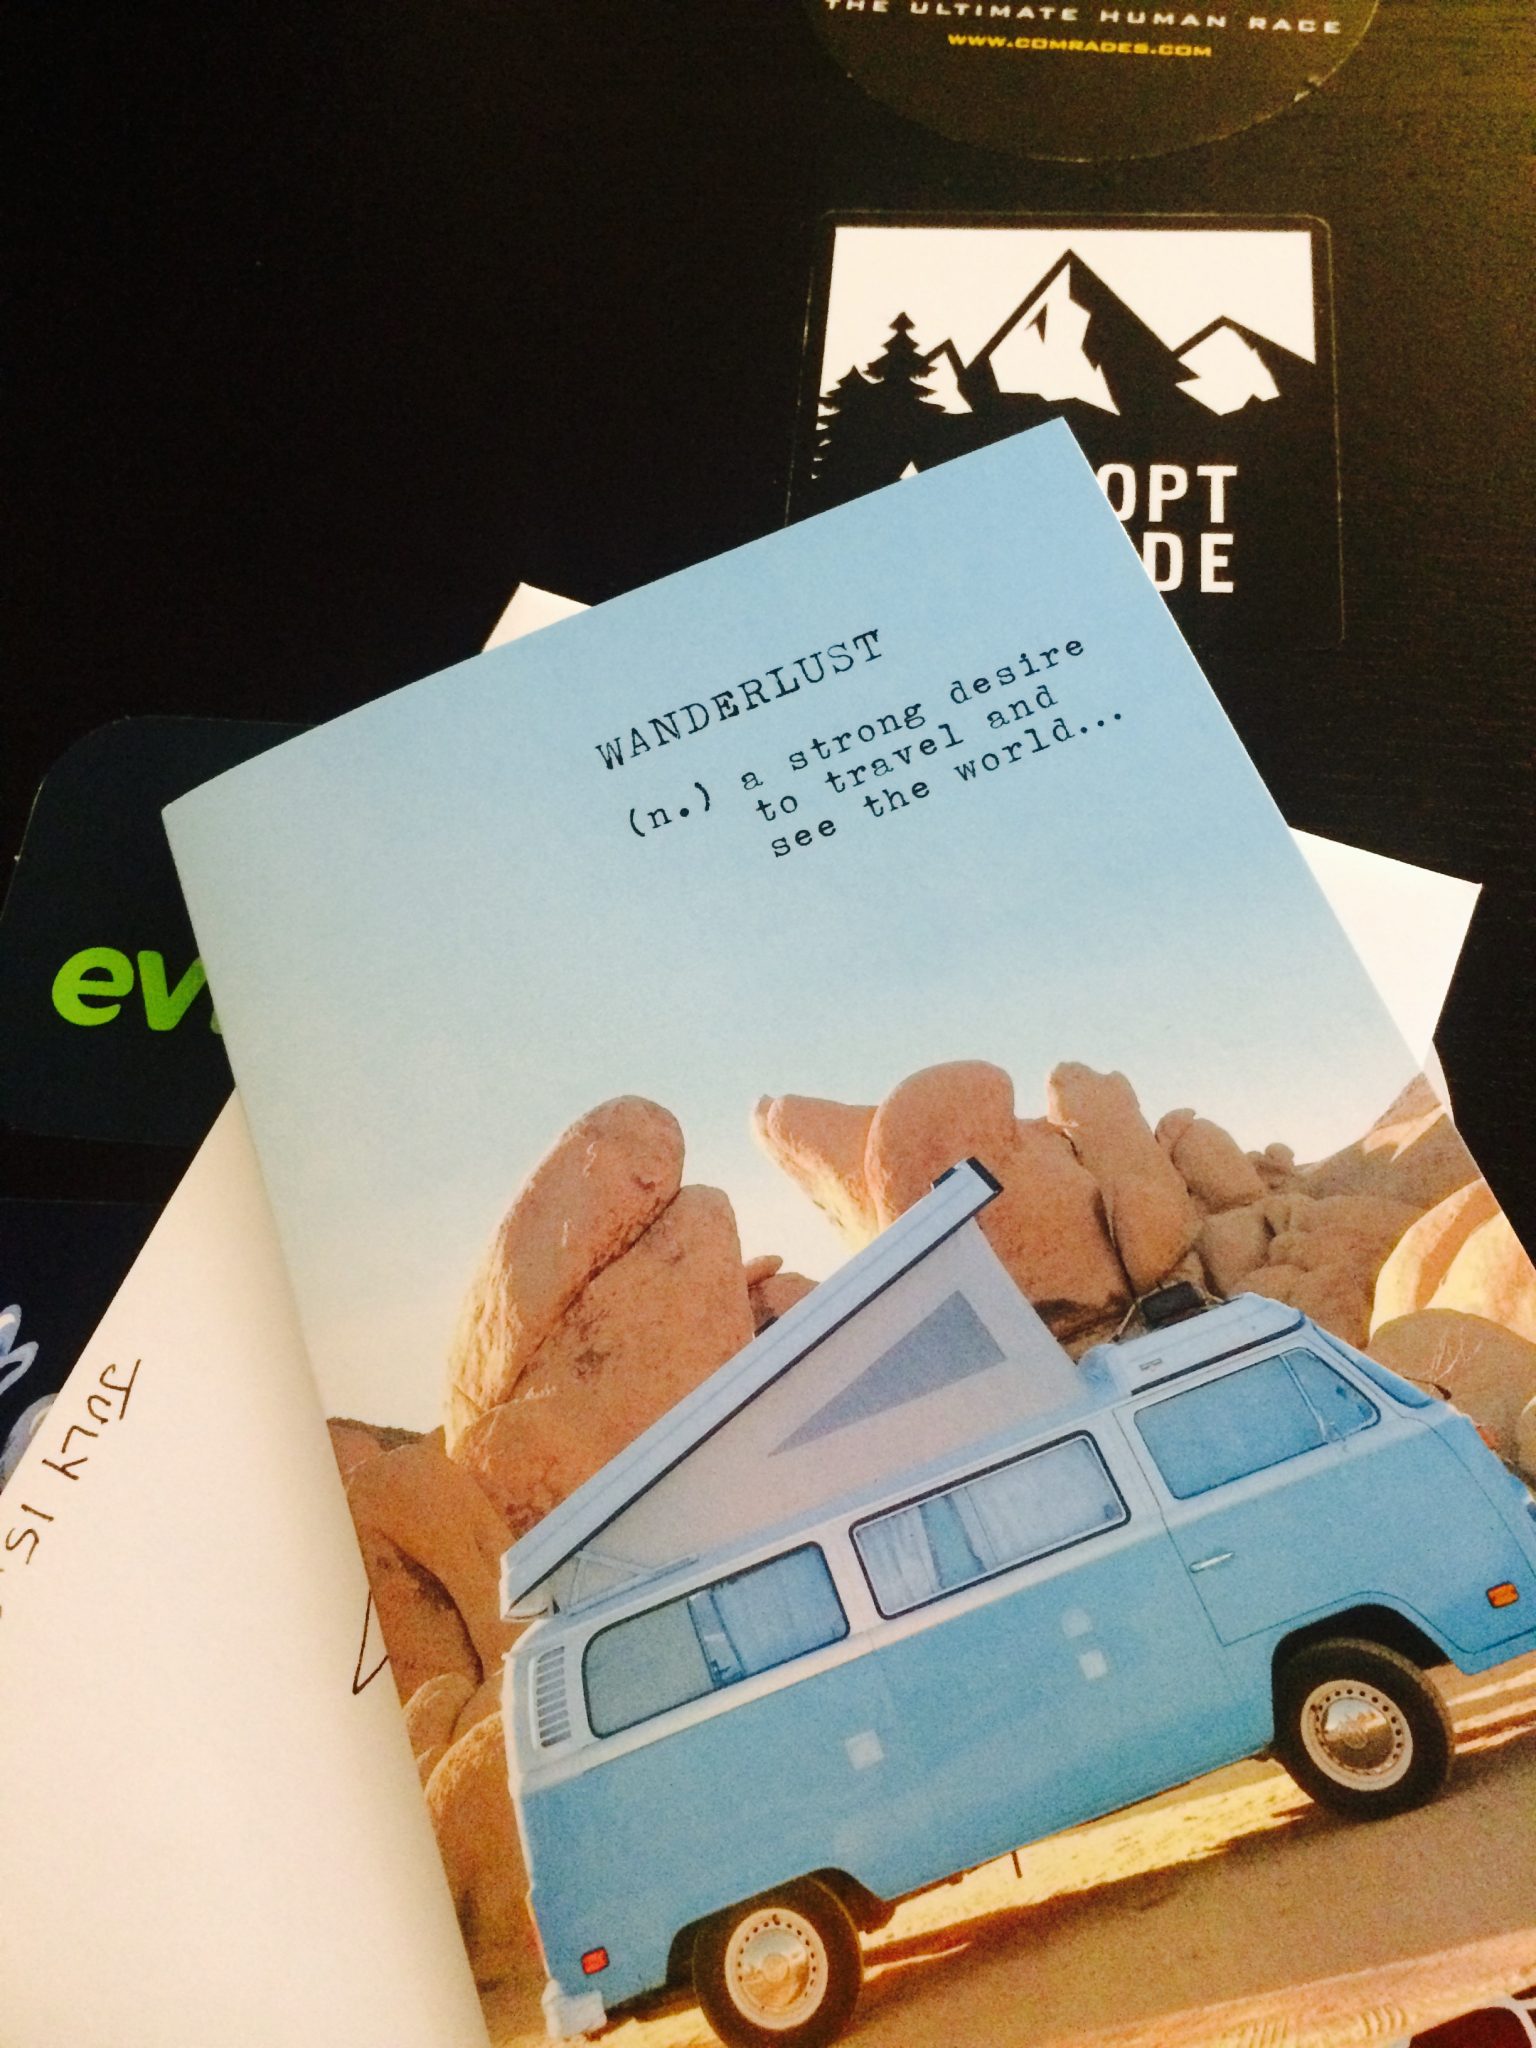 THE ULTIMATE HUMAN RACE
WWW.COMRADES.COM
OPT
DE
WANDERLUST
(n.) a strong desire
to travel and
see the world...
ev
JULY 15